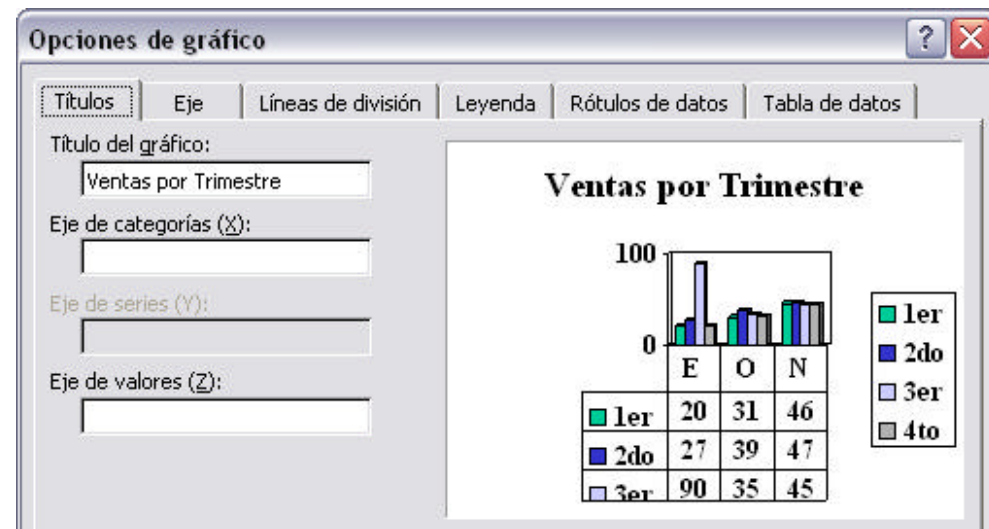 Opciones de gráfico
Títulos Eje Líneas de división Leyenda Rótulos de datos Tabla de datos
Título del gráfico:
Ventas por Trimestre
Eje de categorías (X):
Eje de series (Y):
Eje de valores (Z):
Ventas por Trimestre
100
0
E O N
1er 20 31 46
2do 27 39 47
3er 90 35 45
1er
2do
3er
4to